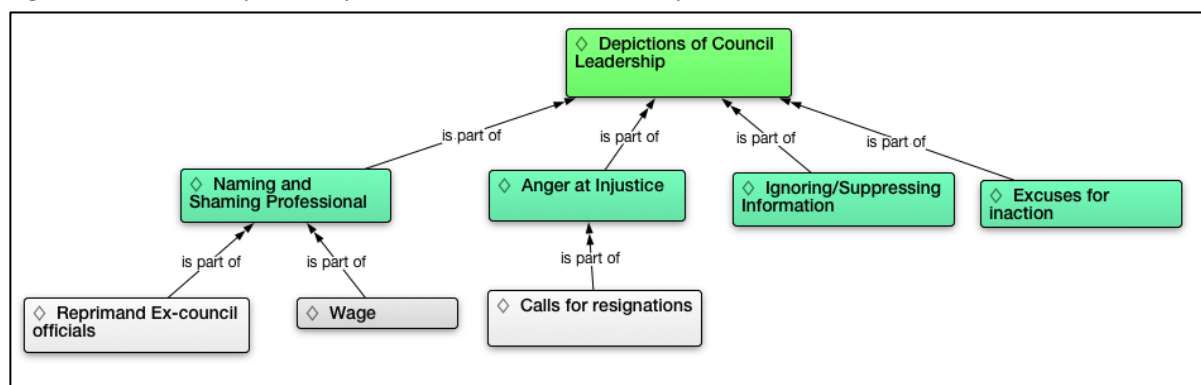 ◇ Depictions of Council
Leadership
is part of
is part of
is part of
is part of
◇ Naming and
Shaming Professional
◇ Anger at Injustice
◇ Ignoring/Suppressing
Information
◇ Excuses for
inaction
is part of
is part of
is part of
◇ Reprimand Ex-council
officials
◇ Wage
◇ Calls for resignations